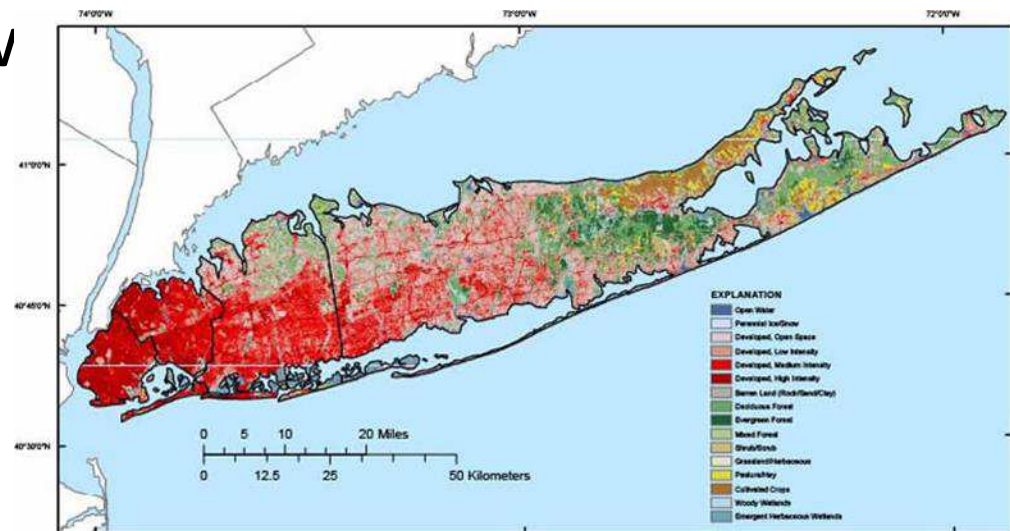 74°0'0"W
73°0'0"W
72°0'0"W
41°0'0"N
40°45'0"N
40°30'0"N
EXPLANATION
Open Water
Perennial Ice/Snow
Developed, Open Space
Developed, Low Intensity
Developed, Medium Intensity
Developed, High Intensity
Barren Land (Rock/Sand/Clay)
Deciduous Forest
Evergreen Forest
Mixed Forest
Shrub/Scrub
Grassland/Herbaceous
Pasture/Hay
Cultivated Crops
Woody Wetlands
Emergent Herbaceous Wetlands
0 5 10 20 Miles
0 12.5 25 50 Kilometers